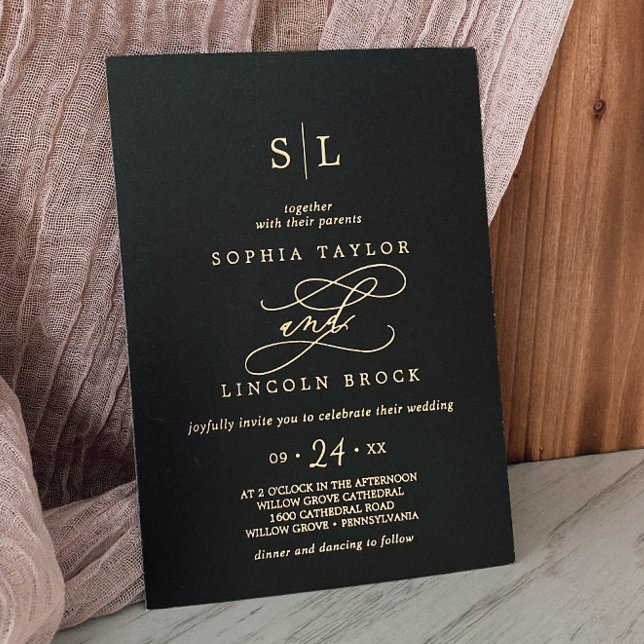 S|L
together
with their parents
SOPHIA TAYLOR
and
LINCOLN BROCK
joyfully invite you to celebrate their wedding
09 • 24 • XX
AT 2 O'CLOCK IN THE AFTERNOON
WILLOW GROVE CATHEDRAL
1600 CATHEDRAL ROAD
WILLOW GROVE • PENNSYLVANIA
dinner and dancing to follow